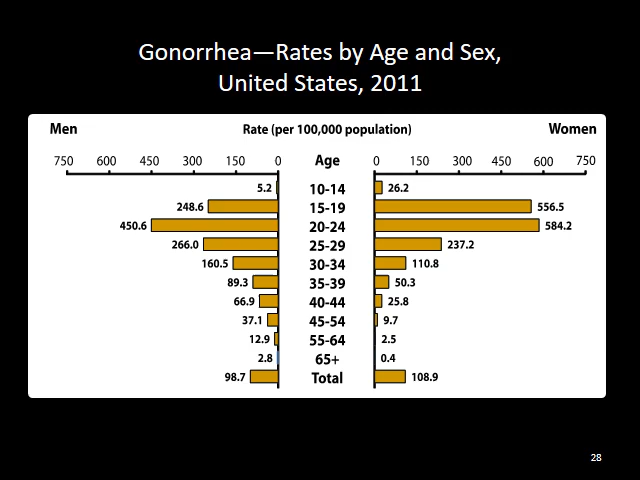 Gonorrhea—Rates by Age and Sex,
United States, 2011
Men Rate (per 100,000 population) Women
750 600 450 300 150 0 Age 0 150 300 450 600 750
5.2 10-14 26.2
248.6 15-19 556.5
450.6 20-24 584.2
266.0 25-29 237.2
160.5 30-34 110.8
89.3 35-39 50.3
66.9 40-44 25.8
37.1 45-54 9.7
12.9 55-64 2.5
2.8 65+ 0.4
98.7 Total 108.9
28